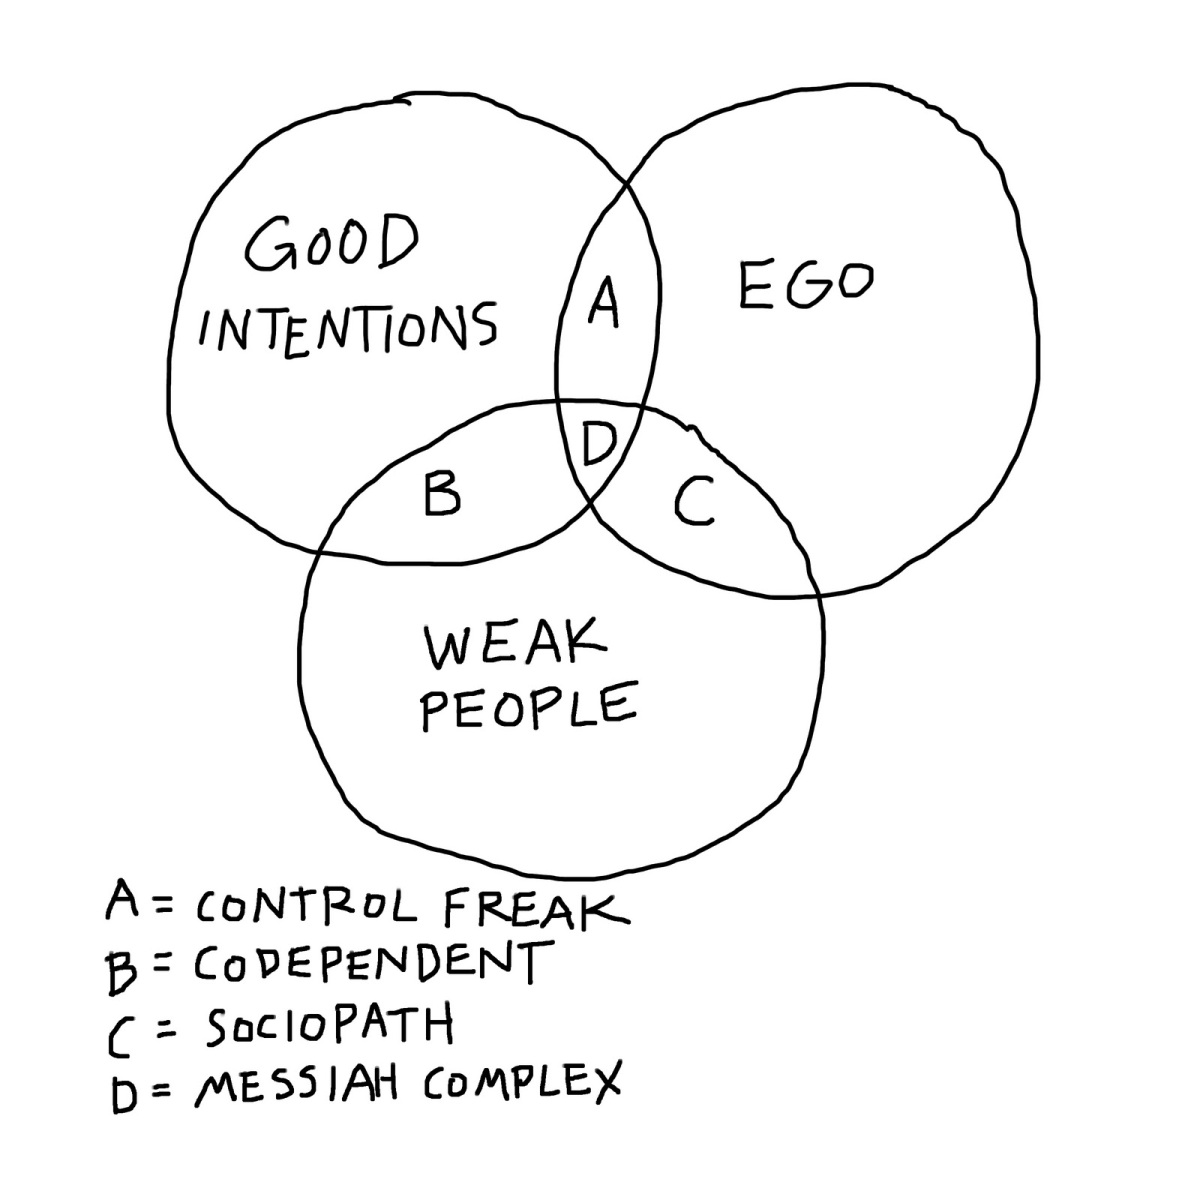 GOOD
INTENTIONS
EGO
A
D
B
C
WEAK
PEOPLE
A = CONTROL FREAK
B = CODEPENDENT
C = SOCIOPATH
D = MESSIAH COMPLEX